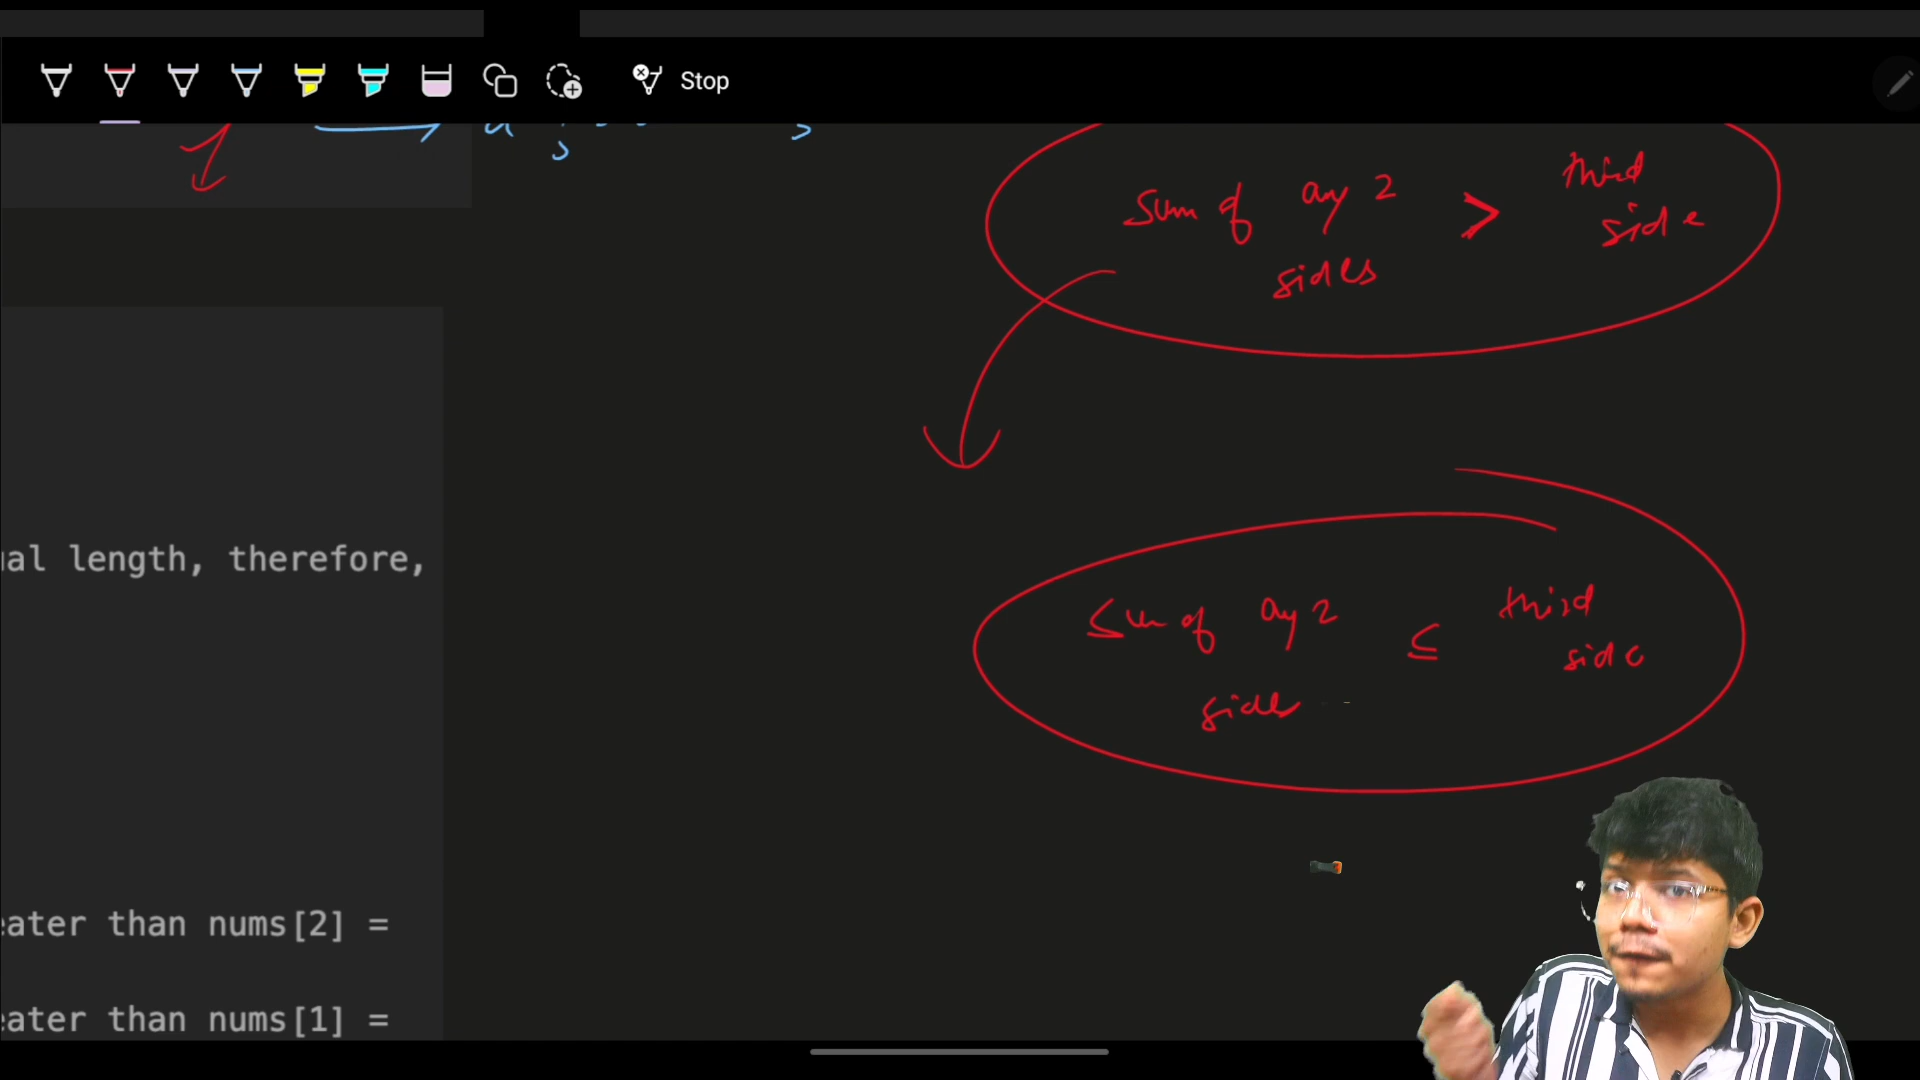 Stop
sum of any 2 > third
sides side
ual length, therefore,
sum of any 2 ≤ third
sides side
eater than nums[2] =
eater than nums[1] =